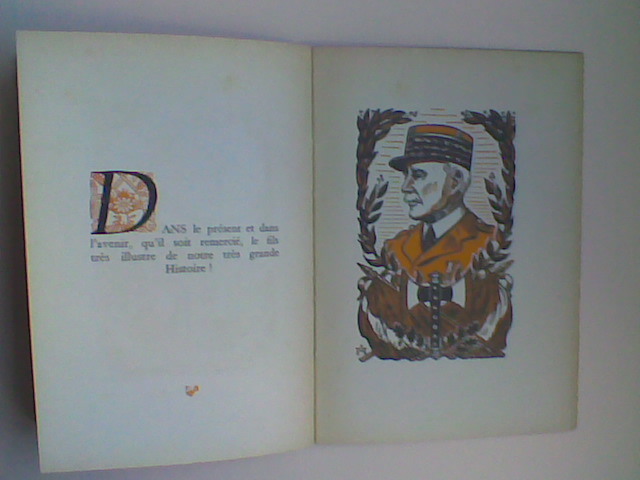 DANS le présent et dans
l'avenir, qu'il soit remercié, le fils
très illustre de notre très grande
Histoire !